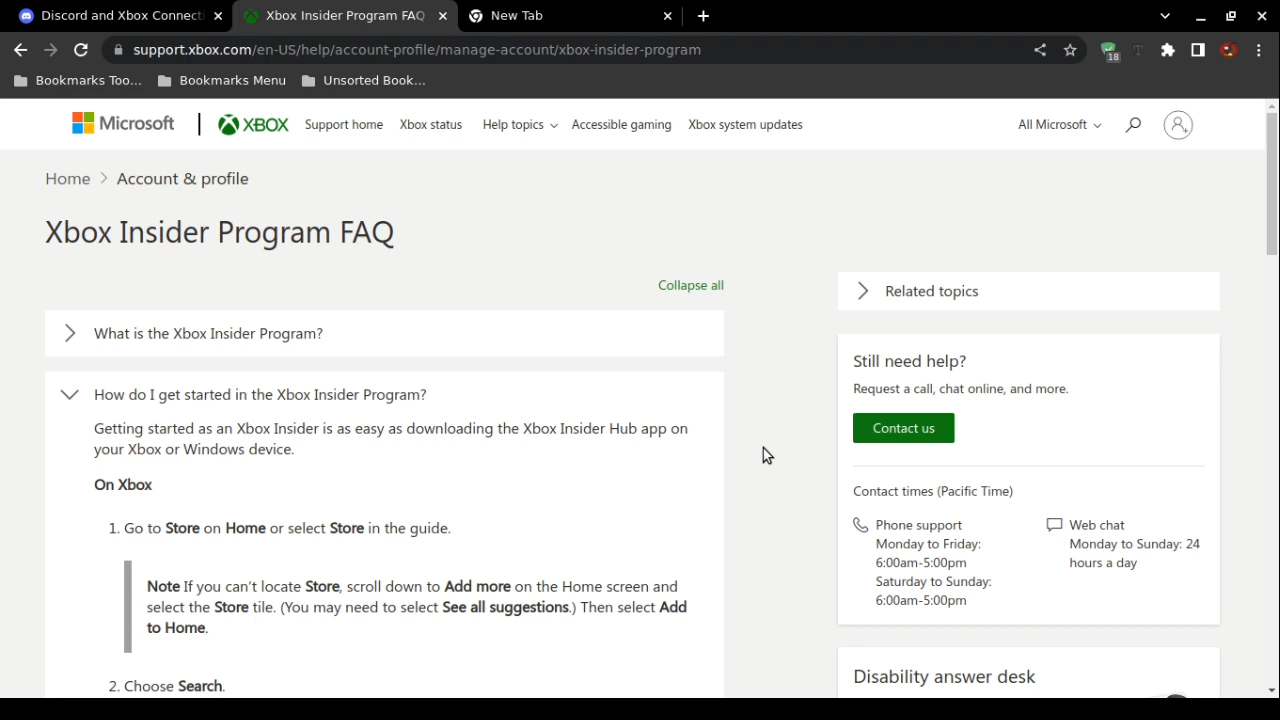 Discord and Xbox Connecti
Xbox Insider Program FAQ
New Tab
support.xbox.com/en-US/help/account-profile/manage-account/xbox-insider-program
18
Bookmarks Too...
Bookmarks Menu
Unsorted Book...
Microsoft
XBOX
Support home
Xbox status
Help topics
Accessible gaming
Xbox system updates
All Microsoft
Home
Account & profile
Xbox Insider Program FAQ
Collapse all
What is the Xbox Insider Program?
How do I get started in the Xbox Insider Program?
Getting started as an Xbox Insider is as easy as downloading the Xbox Insider Hub app on
your Xbox or Windows device.
On Xbox
1. Go to Store on Home or select Store in the guide.
Note If you can't locate Store, scroll down to Add more on the Home screen and
select the Store tile. (You may need to select See all suggestions.) Then select Add
to Home.
2. Choose Search.
Related topics
Still need help?
Request a call, chat online, and more.
Contact us
Contact times (Pacific Time)
Phone support
Monday to Friday:
6:00am-5:00pm
Saturday to Sunday:
6:00am-5:00pm
Web chat
Monday to Sunday: 24
hours a day
Disability answer desk